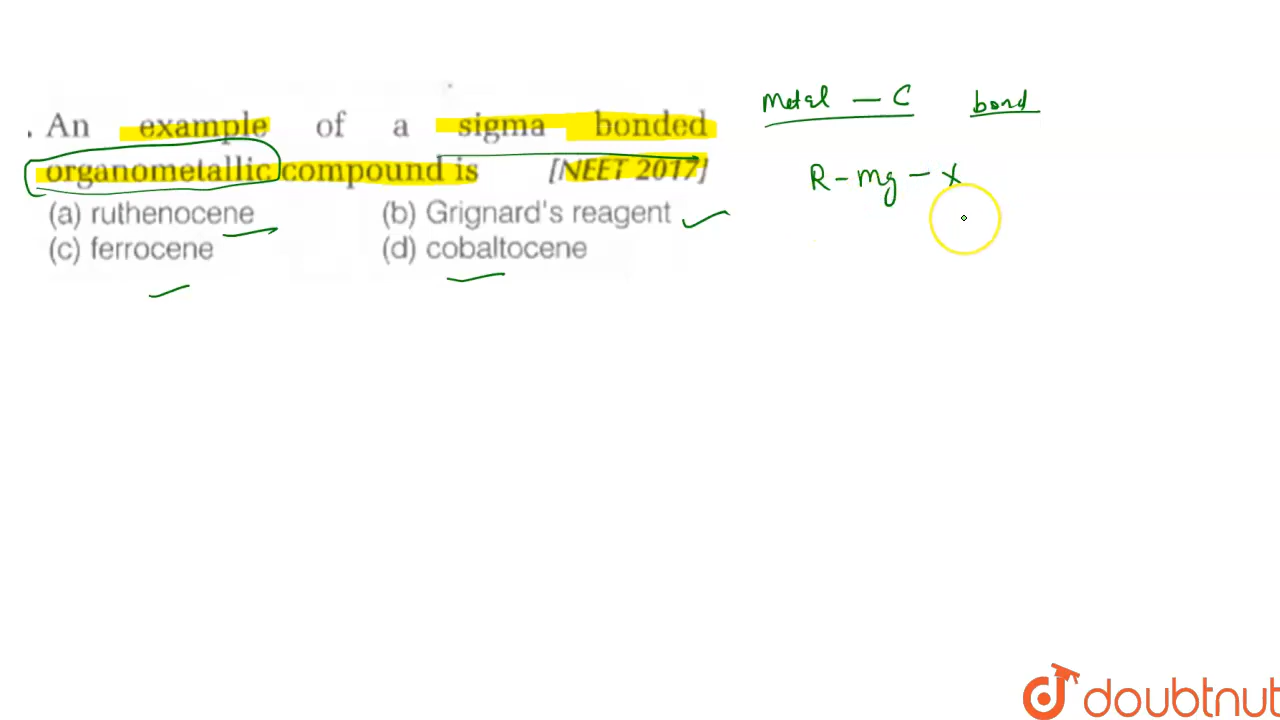 . An example of a sigma bonded
organometallic compound is [NEET 2017]
(a) ruthenocene (b) Grignard's reagent
(c) ferrocene (d) cobaltocene
Metal — C bond
R - Mg - X
doubtnut